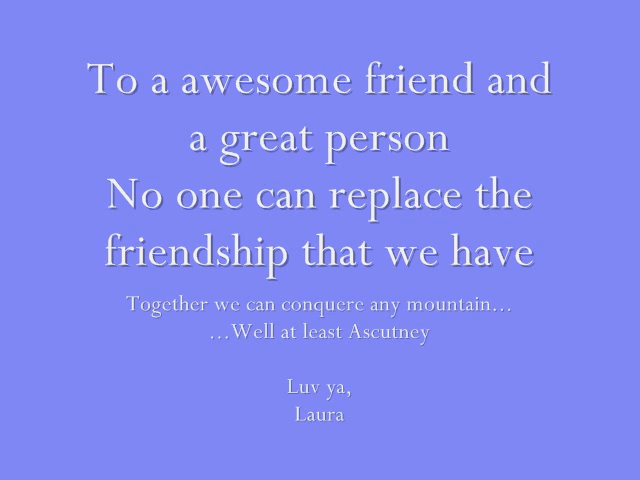 To a awesome friend and
a great person
No one can replace the
friendship that we have
Together we can conquere any mountain…
…Well at least Ascutney
Luv ya,
Laura